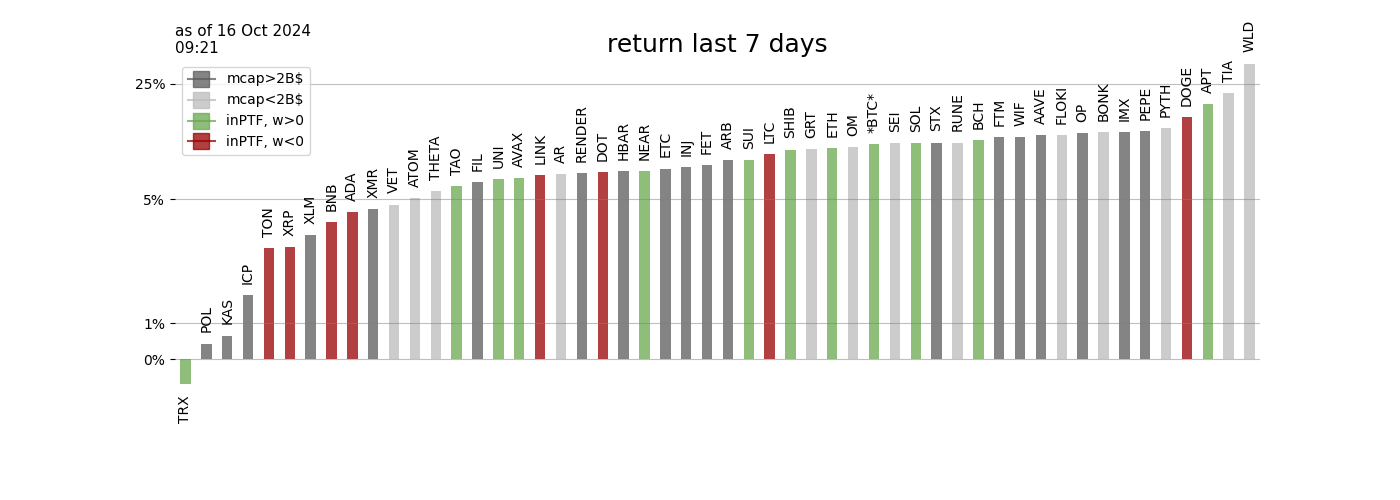 as of 16 Oct 2024
09:21
return last 7 days
mcap>2B$
mcap<2B$
inPTF, w>0
inPTF, w<0
25%
5%
1%
0%
TRX
POL
KAS
ICP
TON
XRP
XLM
BNB
ADA
XMR
VET
ATOM
THETA
TAO
FIL
UNI
AVAX
LINK
AR
RENDER
DOT
HBAR
NEAR
ETC
INJ
FET
ARB
SUI
LTC
SHIB
GRT
ETH
OM
*BTC*
SEI
SOL
STX
RUNE
BCH
FTM
WIF
AAVE
FLOKI
OP
BONK
IMX
PEPE
PYTH
DOGE
APT
TIA
WLD